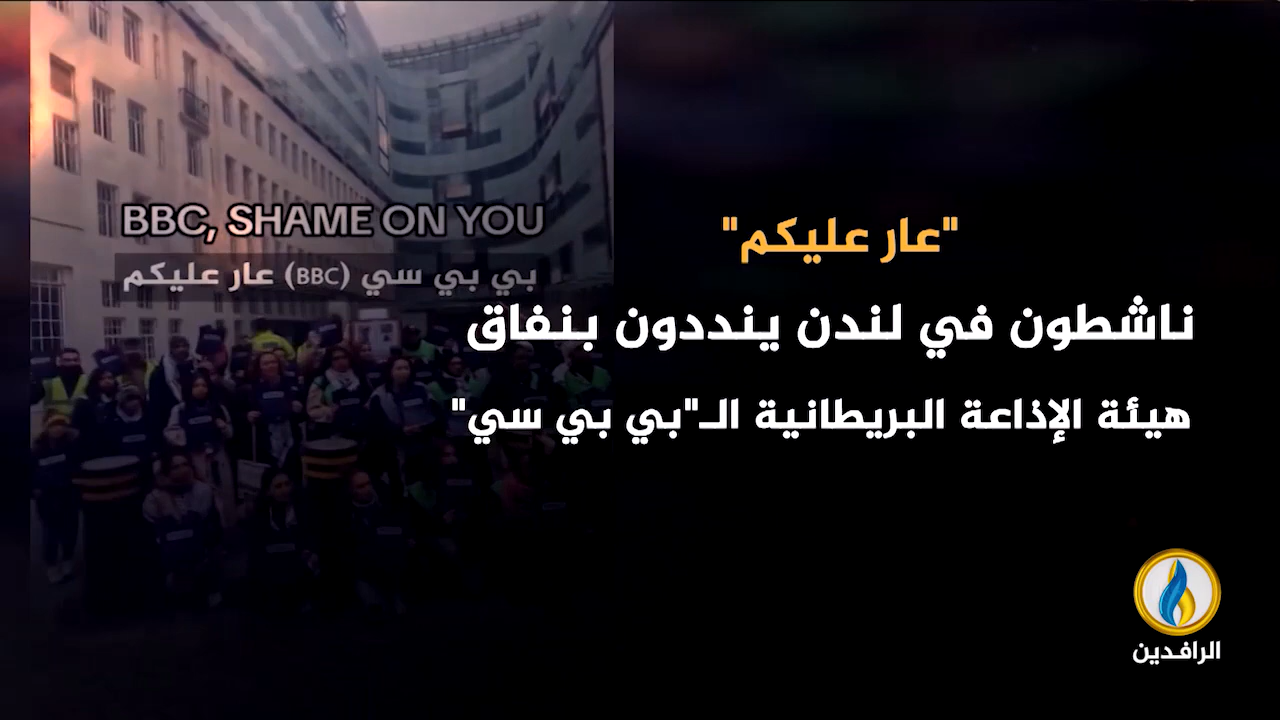 BBC, SHAME ON YOU
بي بي سي (BBC) عار عليكم
"عار عليكم"
ناشطون في لندن ينددون بنفاق
هيئة الإذاعة البريطانية الـ"بي بي سي"
الرافدين